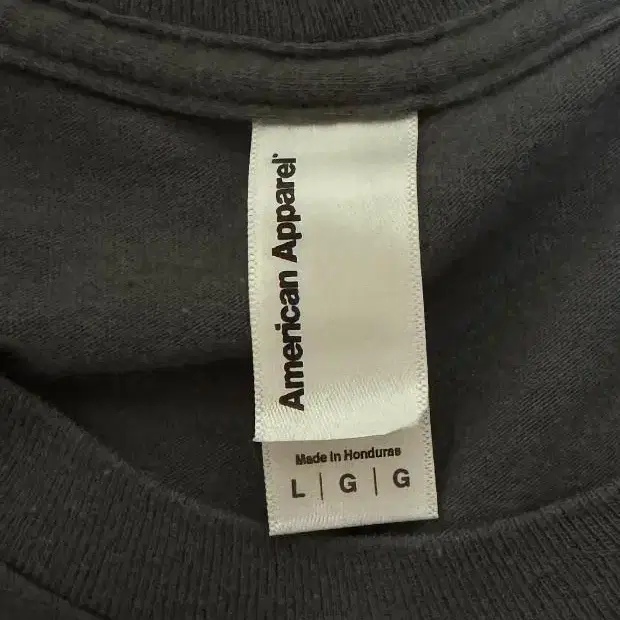 American Apparel®
Made in Honduras
L | G | G